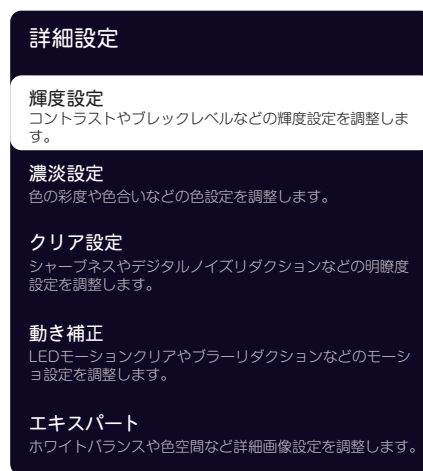 詳細設定
輝度設定
コントラストやブレックレベルなどの輝度設定を調整しま
す。
濃淡設定
色の彩度や色合いなどの色設定を調整します。
クリア設定
シャープネスやデジタルノイズリダクションなどの明瞭度
設定を調整します。
動き補正
LEDモーションクリアやブラーリダクションなどのモーシ
ョ設定を調整します。
エキスパート
ホワイトバランスや色空間など詳細画像設定を調整します。